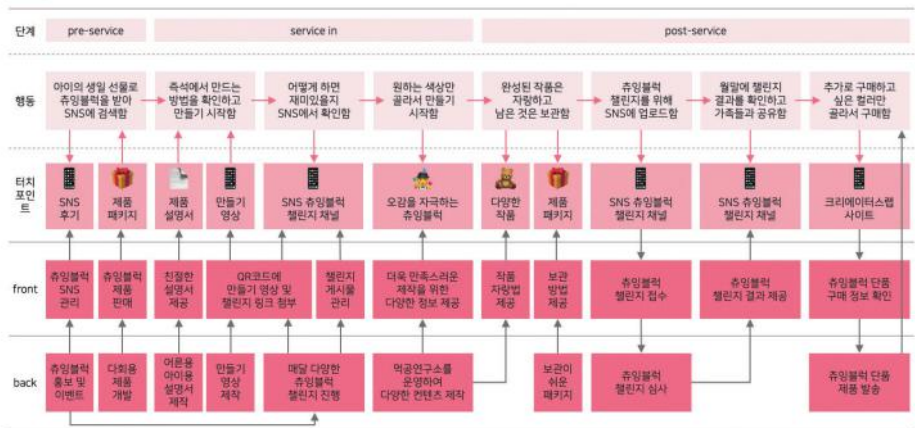 단계
pre-service
service in
post-service
행동
아이의 생일 선물로
츄잉블럭을 받아
SNS에 검색함
즉석에서 만드는
방법을 확인하고
만들기 시작함
어떻게 하면
재미있을지
SNS에서 확인함
원하는 색상만
골라서 만들기
시작함
완성된 작품은
자랑하고
남은 것은 보관함
츄잉블럭
챌린지를 위해
SNS에 업로드함
월말에 챌린지
결과를 확인하고
가족들과 공유함
추가로 구매하고
싶은 컬러만
골라서 구매함
터치
포인
트
SNS
후기
제품
패키지
제품
설명서
만들기
영상
SNS 츄잉블럭
챌린지 채널
오감을 자극하는
츄잉블럭
다양한
작품
제품
패키지
SNS 츄잉블럭
챌린지 채널
SNS 츄잉블럭
챌린지 채널
크리에이터스랩
사이트
front
츄잉블럭
SNS
관리
츄잉블럭
제품
판매
친절한
설명서
제공
QR코드에
만들기 영상 및
챌린지 링크 첨부
챌린지
게시물
관리
더욱 만족스러운
제작을 위한
다양한 정보 제공
작품
자랑법
제공
보관
방법
제공
츄잉블럭
챌린지 접수
츄잉블럭
챌린지 결과 제공
츄잉블럭 단품
구매 정보 확인
back
츄잉블럭
홍보 및
이벤트
다회용
제품
개발
어른용
아이용
설명서
제작
만들기
영상
제작
매달 다양한
츄잉블럭
챌린지 진행
먹공연구소를
운영하여
다양한 컨텐츠 제작
보관이
쉬운
패키지
츄잉블럭
챌린지 심사
츄잉블럭 단품
제품 발송